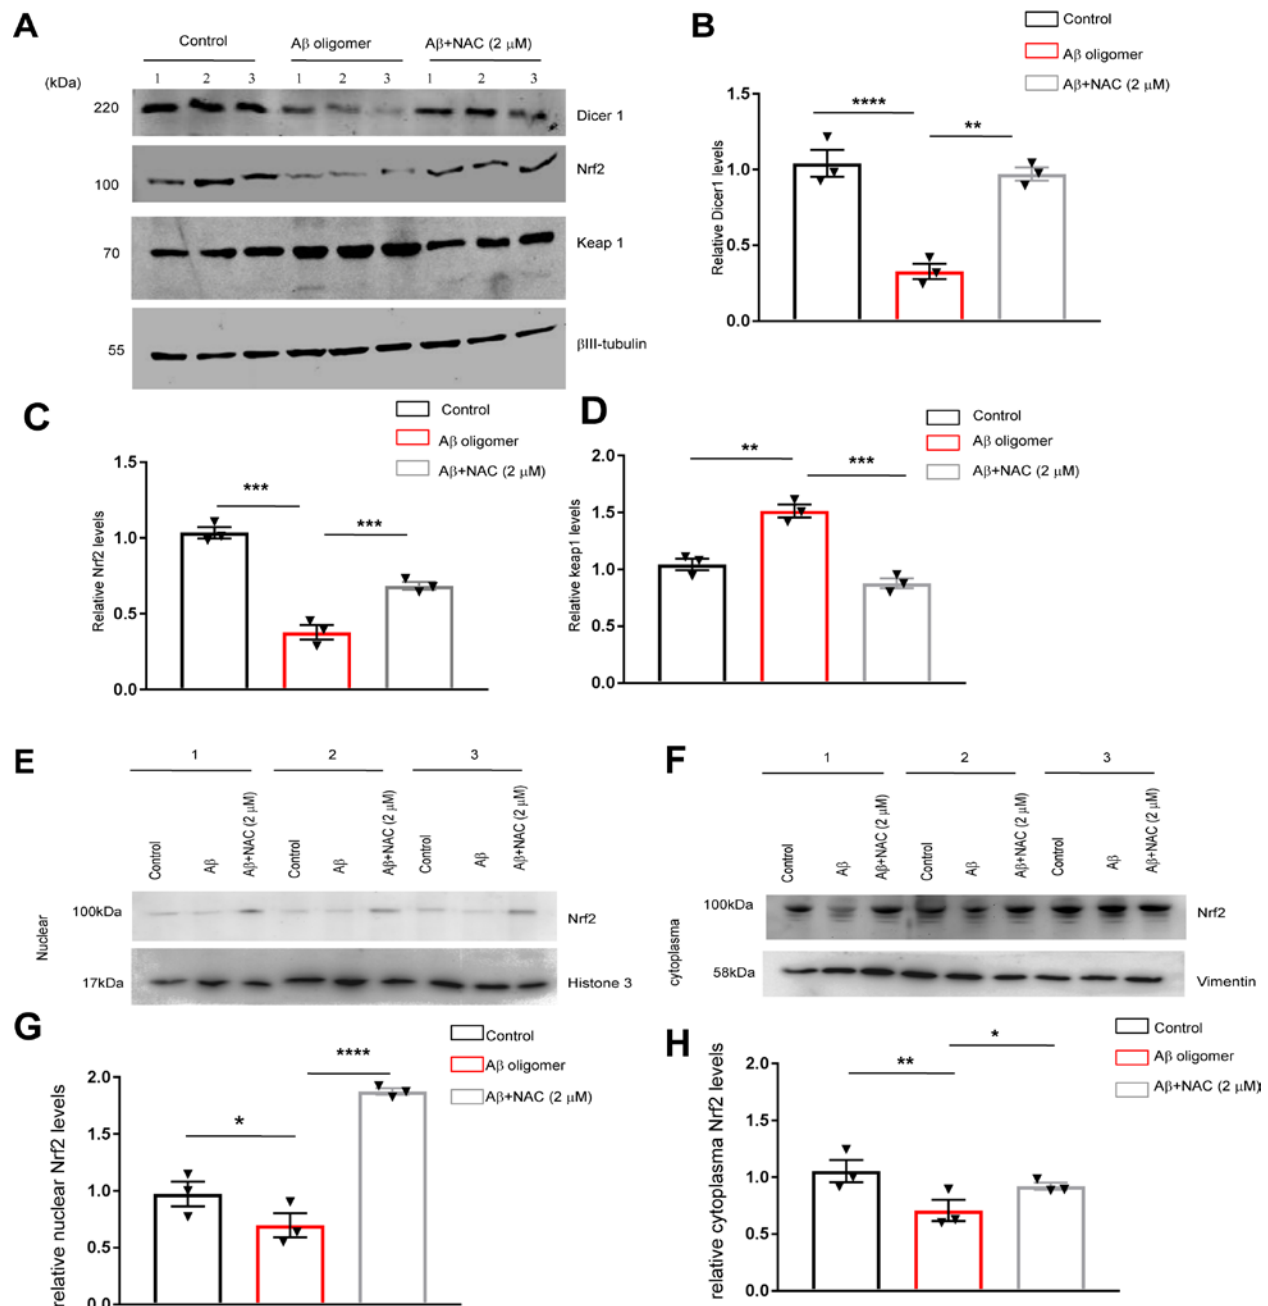 A
Control
Aβ oligomer
Aβ+NAC (2 μM)
(kDa)
1 2 3 1 2 3 1 2 3
220
Dicer 1
Nrf2
100
Keap 1
70
55
βIII-tubulin
B
Control
Aβ oligomer
Aβ+NAC (2 μM)
Relative Dicer1 levels
1.5
1.0
0.5
0.0
****
**
C
Control
Aβ oligomer
Aβ+NAC (2 μM)
Relative Nrf2 levels
1.5
1.0
0.5
0.0
***
***
D
Control
Aβ oligomer
Aβ+NAC (2 μM)
Relative keap1 levels
2.0
1.5
1.0
0.5
0.0
**
***
E
1 2 3
Control
Aβ
Aβ+NAC (2 μM)
Control
Aβ
Aβ+NAC (2 μM)
Control
Aβ
Aβ+NAC (2 μM)
Nuclear
100kDa
Nrf2
17kDa
Histone 3
F
1 2 3
Control
Aβ
Aβ+NAC (2 μM)
Control
Aβ
Aβ+NAC (2 μM)
Control
Aβ
Aβ+NAC (2 μM)
cytoplasma
100kDa
Nrf2
58kDa
Vimentin
G
Control
Aβ oligomer
Aβ+NAC (2 μM)
relative nuclear Nrf2 levels
2.0
1.5
1.0
0.5
0.0
*
****
H
Control
Aβ oligomer
Aβ+NAC (2 μM)
relative cytoplasma Nrf2 levels
2.0
1.5
1.0
0.5
0.0
**
*